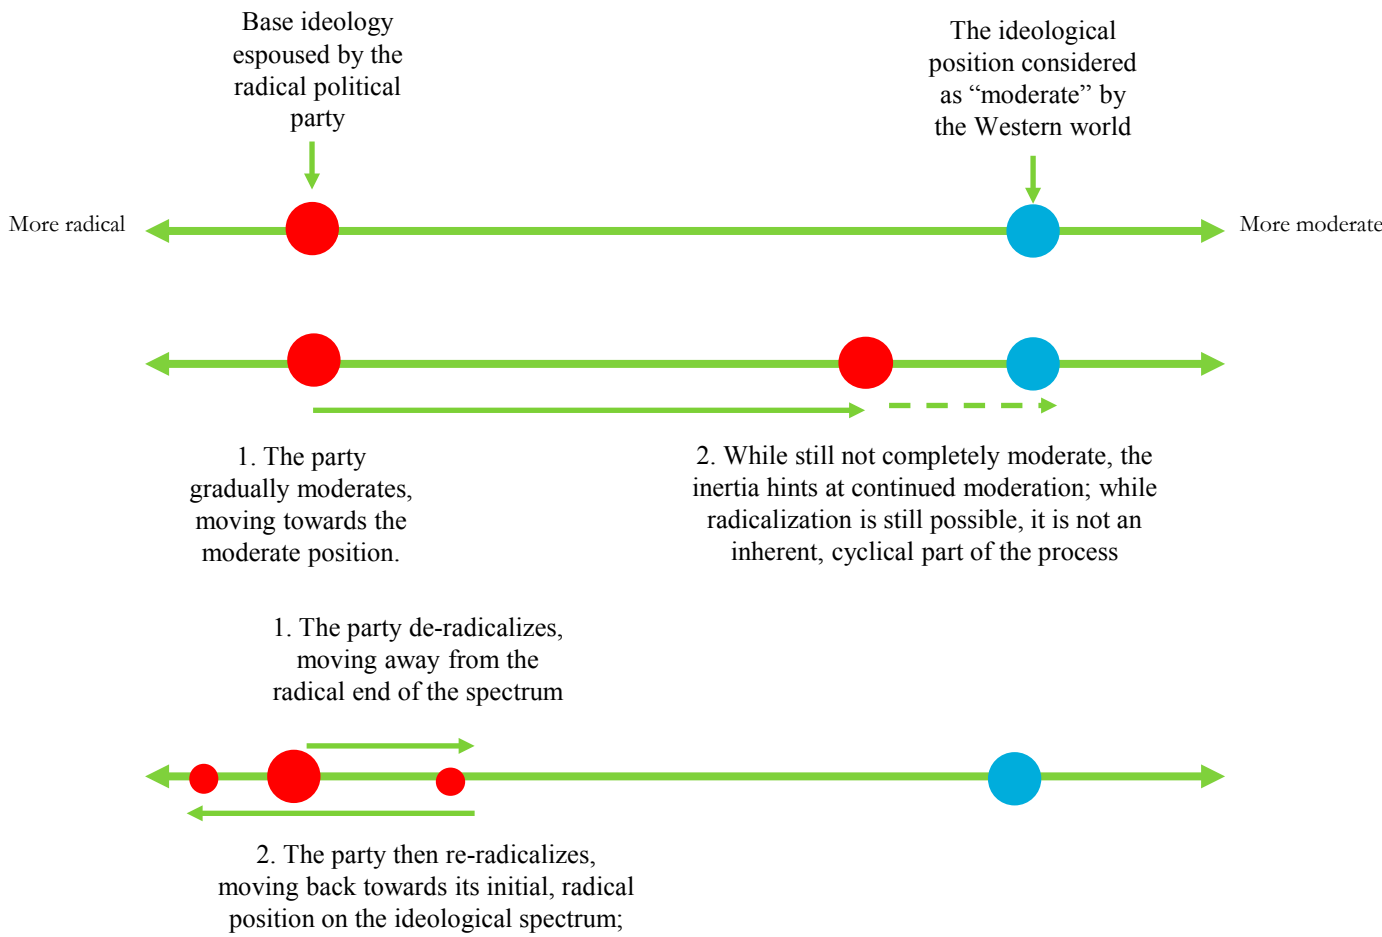 Base ideology
espoused by the
radical political
party
The ideological
position considered
as “moderate” by
the Western world
More radical
More moderate
1. The party
gradually moderates,
moving towards the
moderate position.
2. While still not completely moderate, the
inertia hints at continued moderation; while
radicalization is still possible, it is not an
inherent, cyclical part of the process
1. The party de-radicalizes,
moving away from the
radical end of the spectrum
2. The party then re-radicalizes,
moving back towards its initial, radical
position on the ideological spectrum;